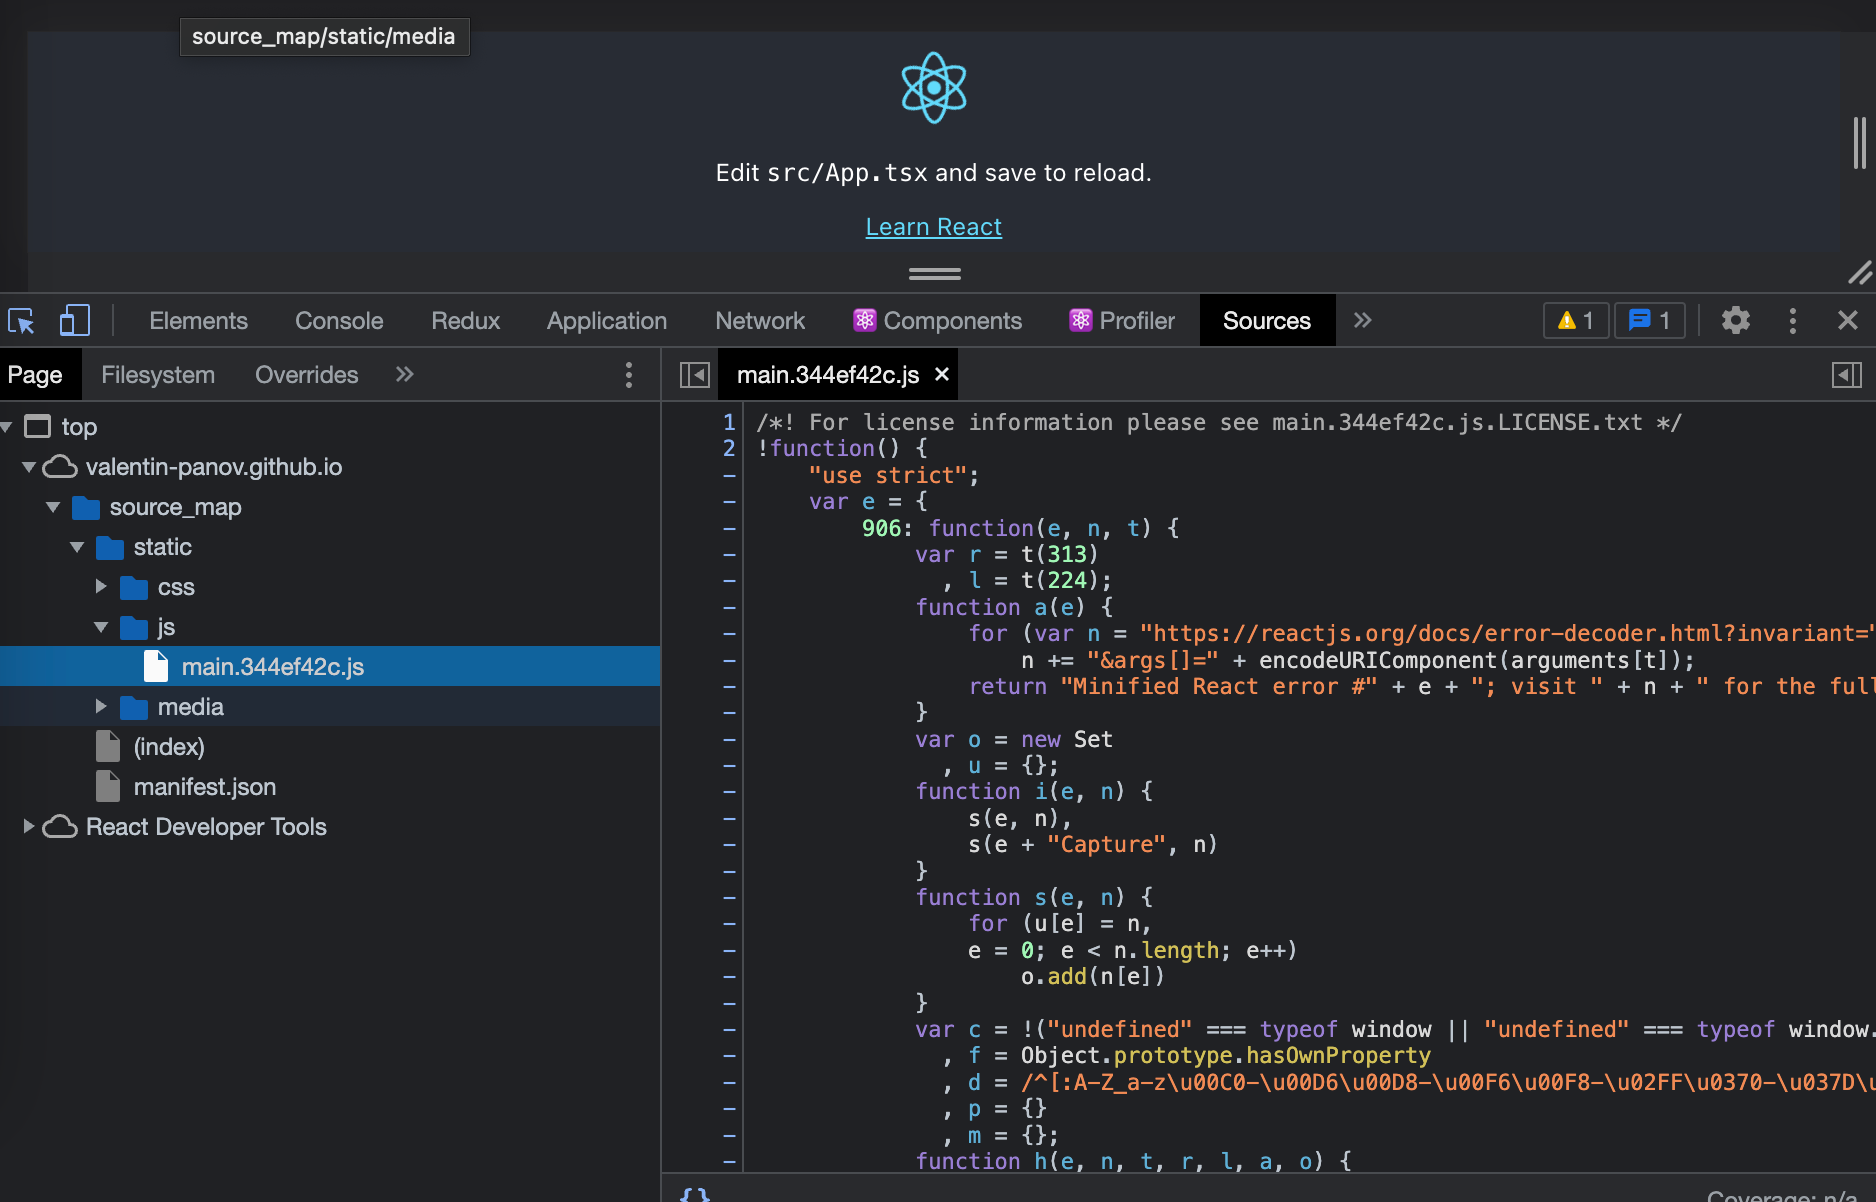 source_map/static/media
Edit src/App.tsx and save to reload.
Learn React
Elements Console Redux Application Network Components Profiler Sources 1 1
Page Filesystem Overrides
main.344ef42c.js ×
top
valentin-panov.github.io
source_map
static
css
js
main.344ef42c.js
media
(index)
manifest.json
React Developer Tools
1 /*! For license information please see main.344ef42c.js.LICENSE.txt */
2 !function() {
- "use strict";
- var e = {
- 906: function(e, n, t) {
- var r = t(313)
- , l = t(224);
- function a(e) {
- for (var n = "https://reactjs.org/docs/error-decoder.html?invariant="
- n += "&args[]=" + encodeURIComponent(arguments[t]);
- return "Minified React error #" + e + "; visit " + n + " for the full
- }
- var o = new Set
- , u = {};
- function i(e, n) {
- s(e, n),
- s(e + "Capture", n)
- }
- function s(e, n) {
- for (u[e] = n,
- e = 0; e < n.length; e++)
- o.add(n[e])
- }
- var c = !("undefined" === typeof window || "undefined" === typeof window.
- , f = Object.prototype.hasOwnProperty
- , d = /^[:A-Z_a-z\u00C0-\u00D6\u00D8-\u00F6\u00F8-\u02FF\u0370-\u037D\u
- , p = {}
- , m = {};
- function h(e, n, t, r, l, a, o) {
{} Coverage: n/a